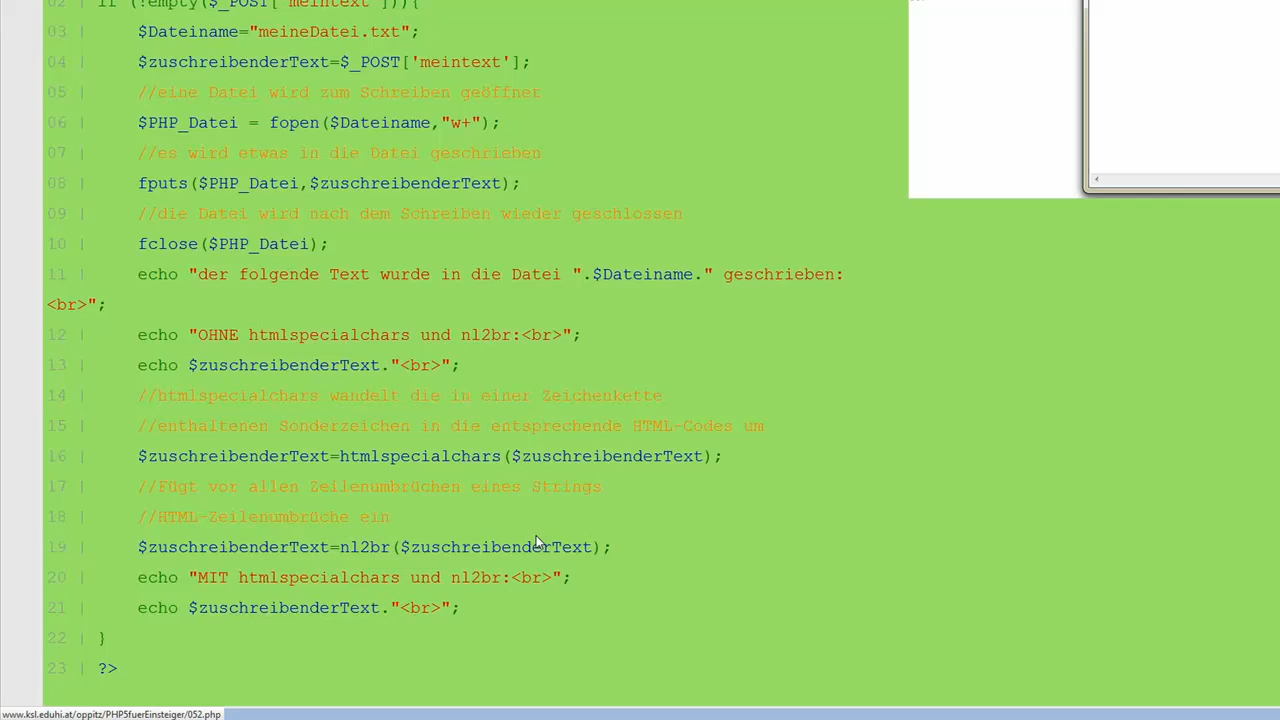 02 | if (!empty($_POST['meintext'])){
03 | $Dateiname="meineDatei.txt";
04 | $zuschreibenderText=$_POST['meintext'];
05 | //eine Datei wird zum Schreiben geöffner
06 | $PHP_Datei = fopen($Dateiname,"w+");
07 | //es wird etwas in die Datei geschrieben
08 | fputs($PHP_Datei,$zuschreibenderText);
09 | //die Datei wird nach dem Schreiben wieder geschlossen
10 | fclose($PHP_Datei);
11 | echo "der folgende Text wurde in die Datei ".$Dateiname." geschrieben:
<br>";
12 | echo "OHNE htmlspecialchars und nl2br:<br>";
13 | echo $zuschreibenderText."<br>";
14 | //htmlspecialchars wandelt die in einer Zeichenkette
15 | //enthaltenen Sonderzeichen in die entsprechende HTML-Codes um
16 | $zuschreibenderText=htmlspecialchars($zuschreibenderText);
17 | //Fügt vor allen Zeilenumbrüchen eines Strings
18 | //HTML-Zeilenumbrüche ein
19 | $zuschreibenderText=nl2br($zuschreibenderText);
20 | echo "MIT htmlspecialchars und nl2br:<br>";
21 | echo $zuschreibenderText."<br>";
22 | }
23 | ?>
www.ksl.eduhi.at/oppitz/PHP5fuerEinsteiger/052.php